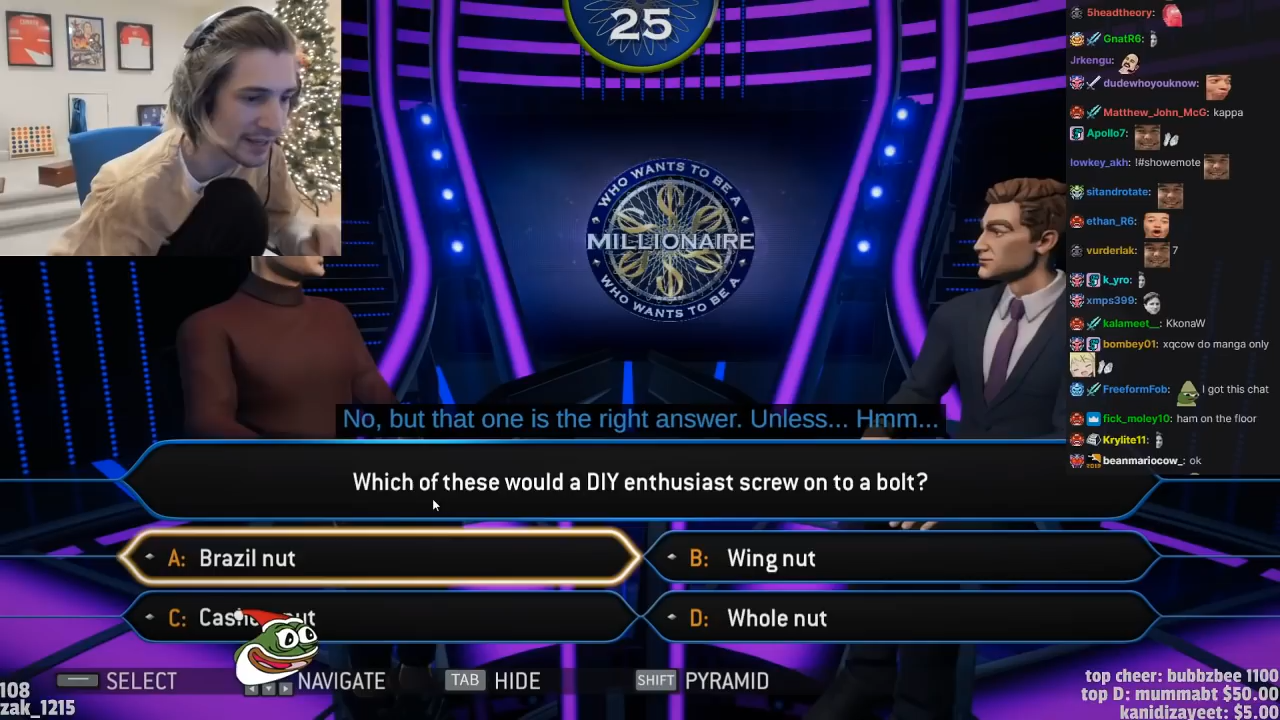 25
WHO WANTS TO BE A
MILLIONAIRE
WHO WANTS TO BE A
5headtheory:
GnatR6:
Jrkengu:
dudewhoyouknow:
Matthew_John_McG: kappa
Apollo7:
lowkey_akh: !#showemote
sitandrotate:
ethan_R6:
vurderlak: 7
k_yro:
xmps399:
kalameet__: KkonaW
bombey01: xqcow do manga only
FreeformFob: I got this chat
fick_moley10: ham on the floor
Krylite11:
beanmariocow_: ok
No, but that one is the right answer. Unless... Hmm...
Which of these would a DIY enthusiast screw on to a bolt?
A: Brazil nut
B: Wing nut
C: nut
D: Whole nut
SELECT NAVIGATE TAB HIDE SHIFT PYRAMID
108
zak_1215
top cheer: bubbzbee 1100
top D: mummabt $50.00
kanidizayeet: $5.00